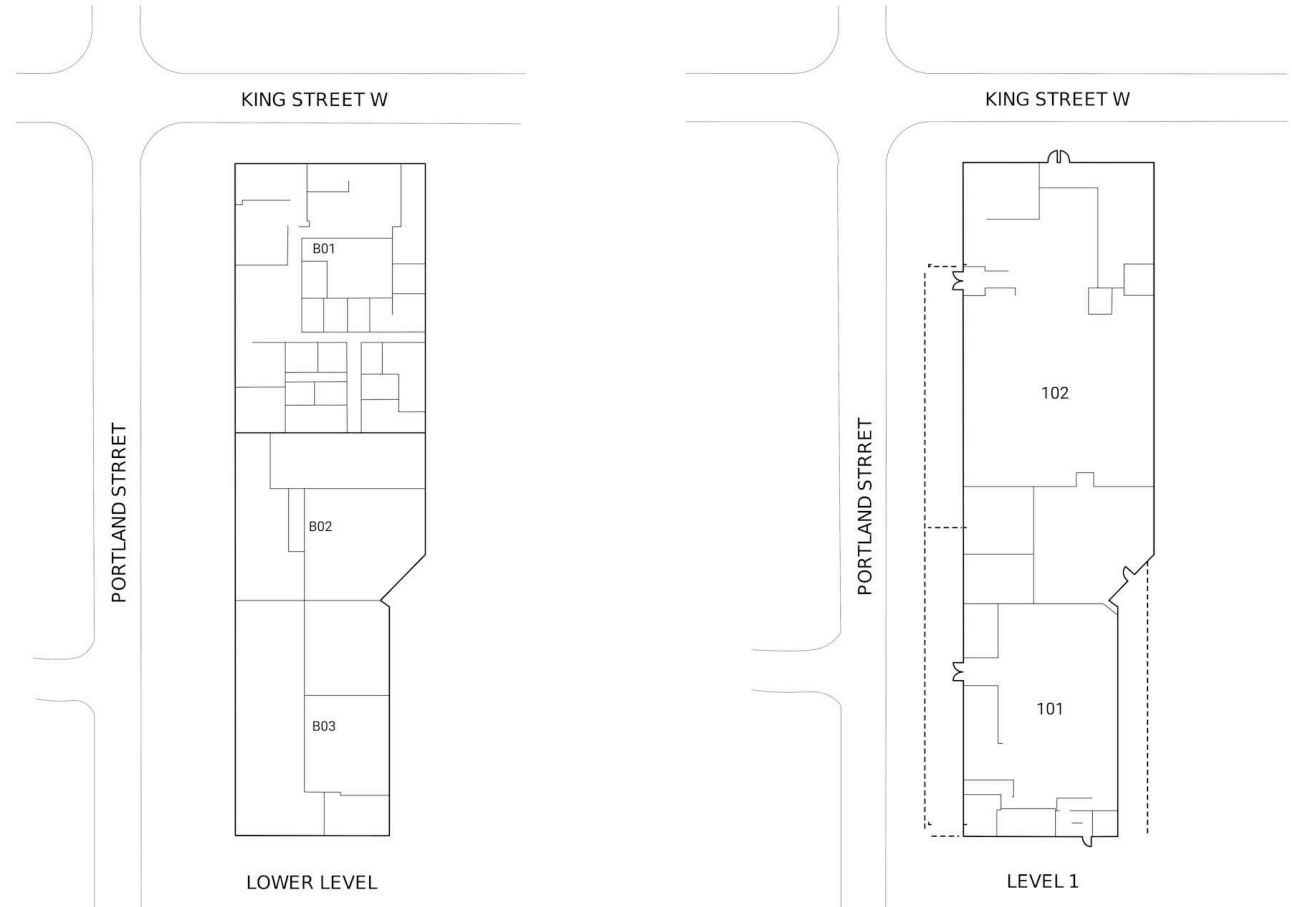 KING STREET W
B01
B02
B03
PORTLAND STRRET
LOWER LEVEL
KING STREET W
102
101
PORTLAND STRRET
LEVEL 1